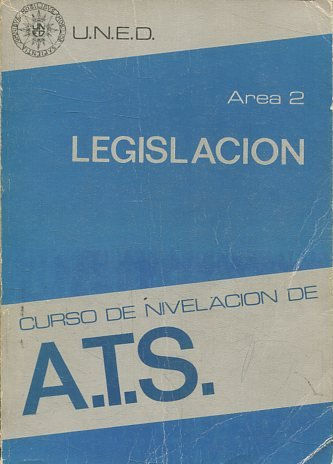 U.N.E.D.
Area 2
LEGISLACION
CURSO DE NIVELACION DE
A.T.S.